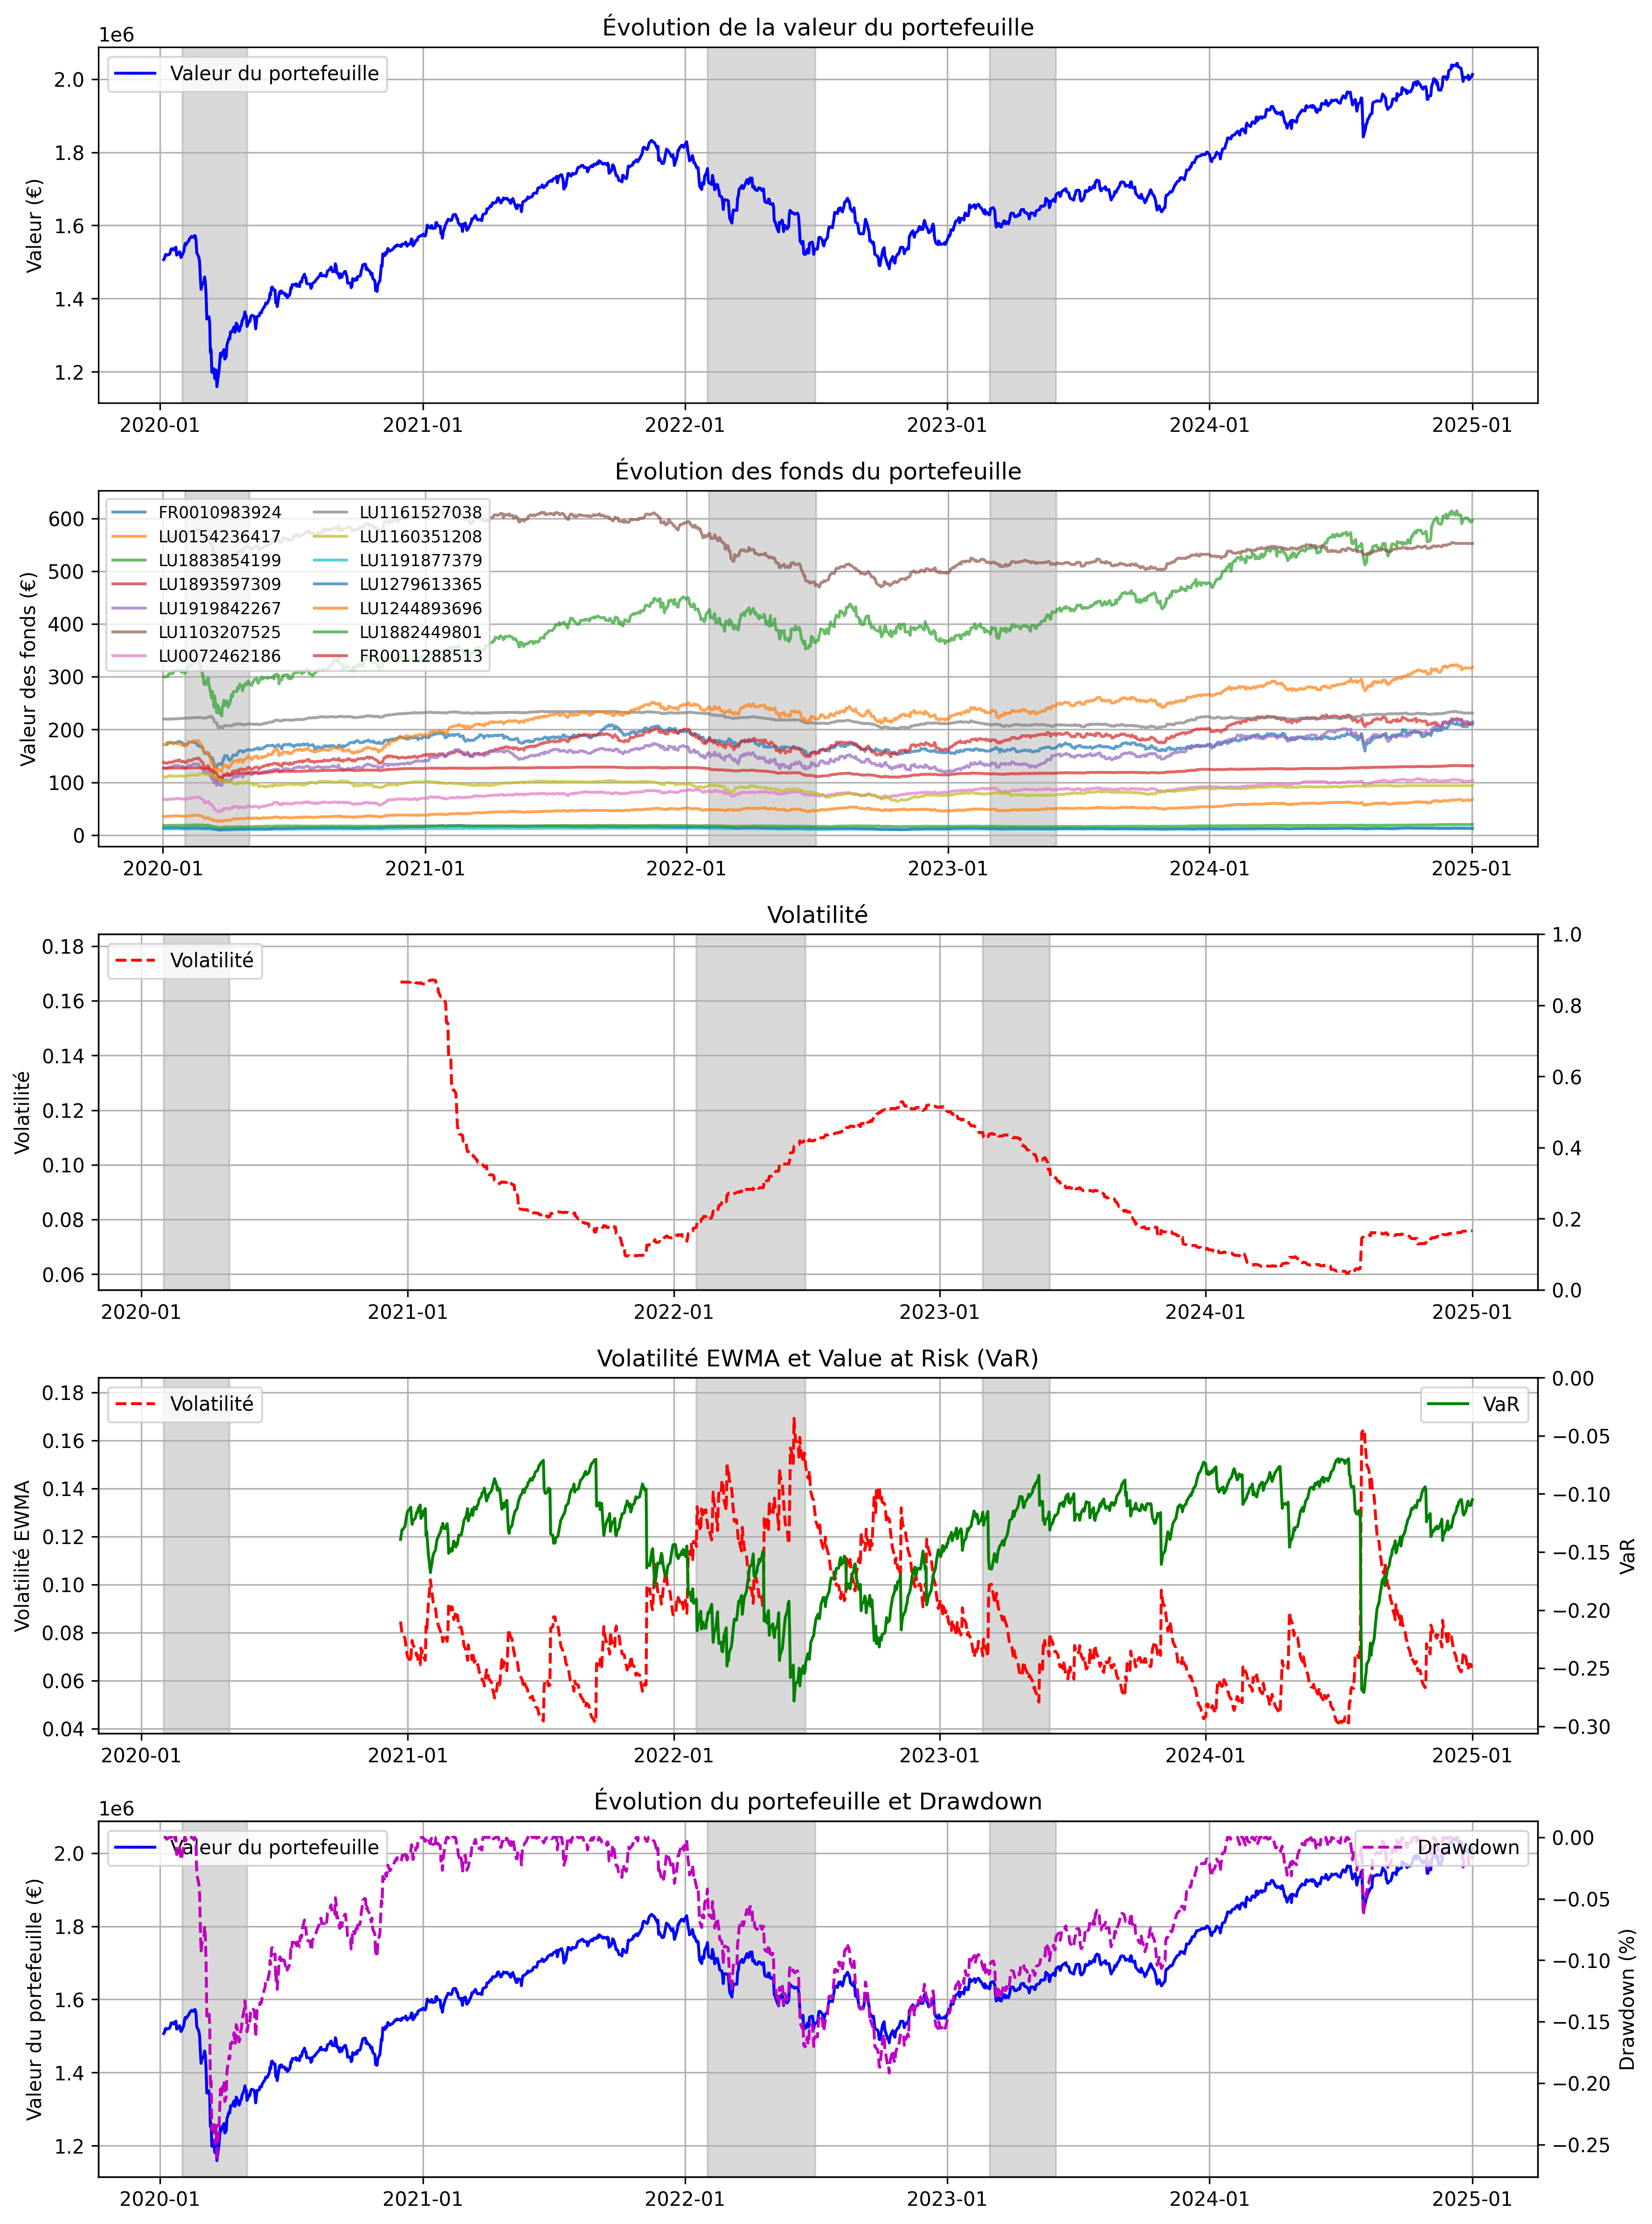 Évolution de la valeur du portefeuille
1e6
Valeur du portefeuille
Valeur (€)
2.0
1.8
1.6
1.4
1.2
2020-01 2021-01 2022-01 2023-01 2024-01 2025-01
Évolution des fonds du portefeuille
FR0010983924 LU1161527038
LU0154236417 LU1160351208
LU1883854199 LU1191877379
LU1893597309 LU1279613365
LU1919842267 LU1244893696
LU1103207525 LU1882449801
LU0072462186 FR0011288513
Valeur des fonds (€)
600
500
400
300
200
100
0
2020-01 2021-01 2022-01 2023-01 2024-01 2025-01
Volatilité
Volatilité
Volatilité
0.18
0.16
0.14
0.12
0.10
0.08
0.06
1.0
0.8
0.6
0.4
0.2
0.0
2020-01 2021-01 2022-01 2023-01 2024-01 2025-01
Volatilité EWMA et Value at Risk (VaR)
Volatilité
VaR
Volatilité EWMA
0.18
0.16
0.14
0.12
0.10
0.08
0.06
0.04
0.00
−0.05
−0.10
−0.15
−0.20
−0.25
−0.30
VaR
2020-01 2021-01 2022-01 2023-01 2024-01 2025-01
Évolution du portefeuille et Drawdown
1e6
Valeur du portefeuille
Drawdown
Valeur du portefeuille (€)
2.0
1.8
1.6
1.4
1.2
0.00
−0.05
−0.10
−0.15
−0.20
−0.25
Drawdown (%)
2020-01 2021-01 2022-01 2023-01 2024-01 2025-01